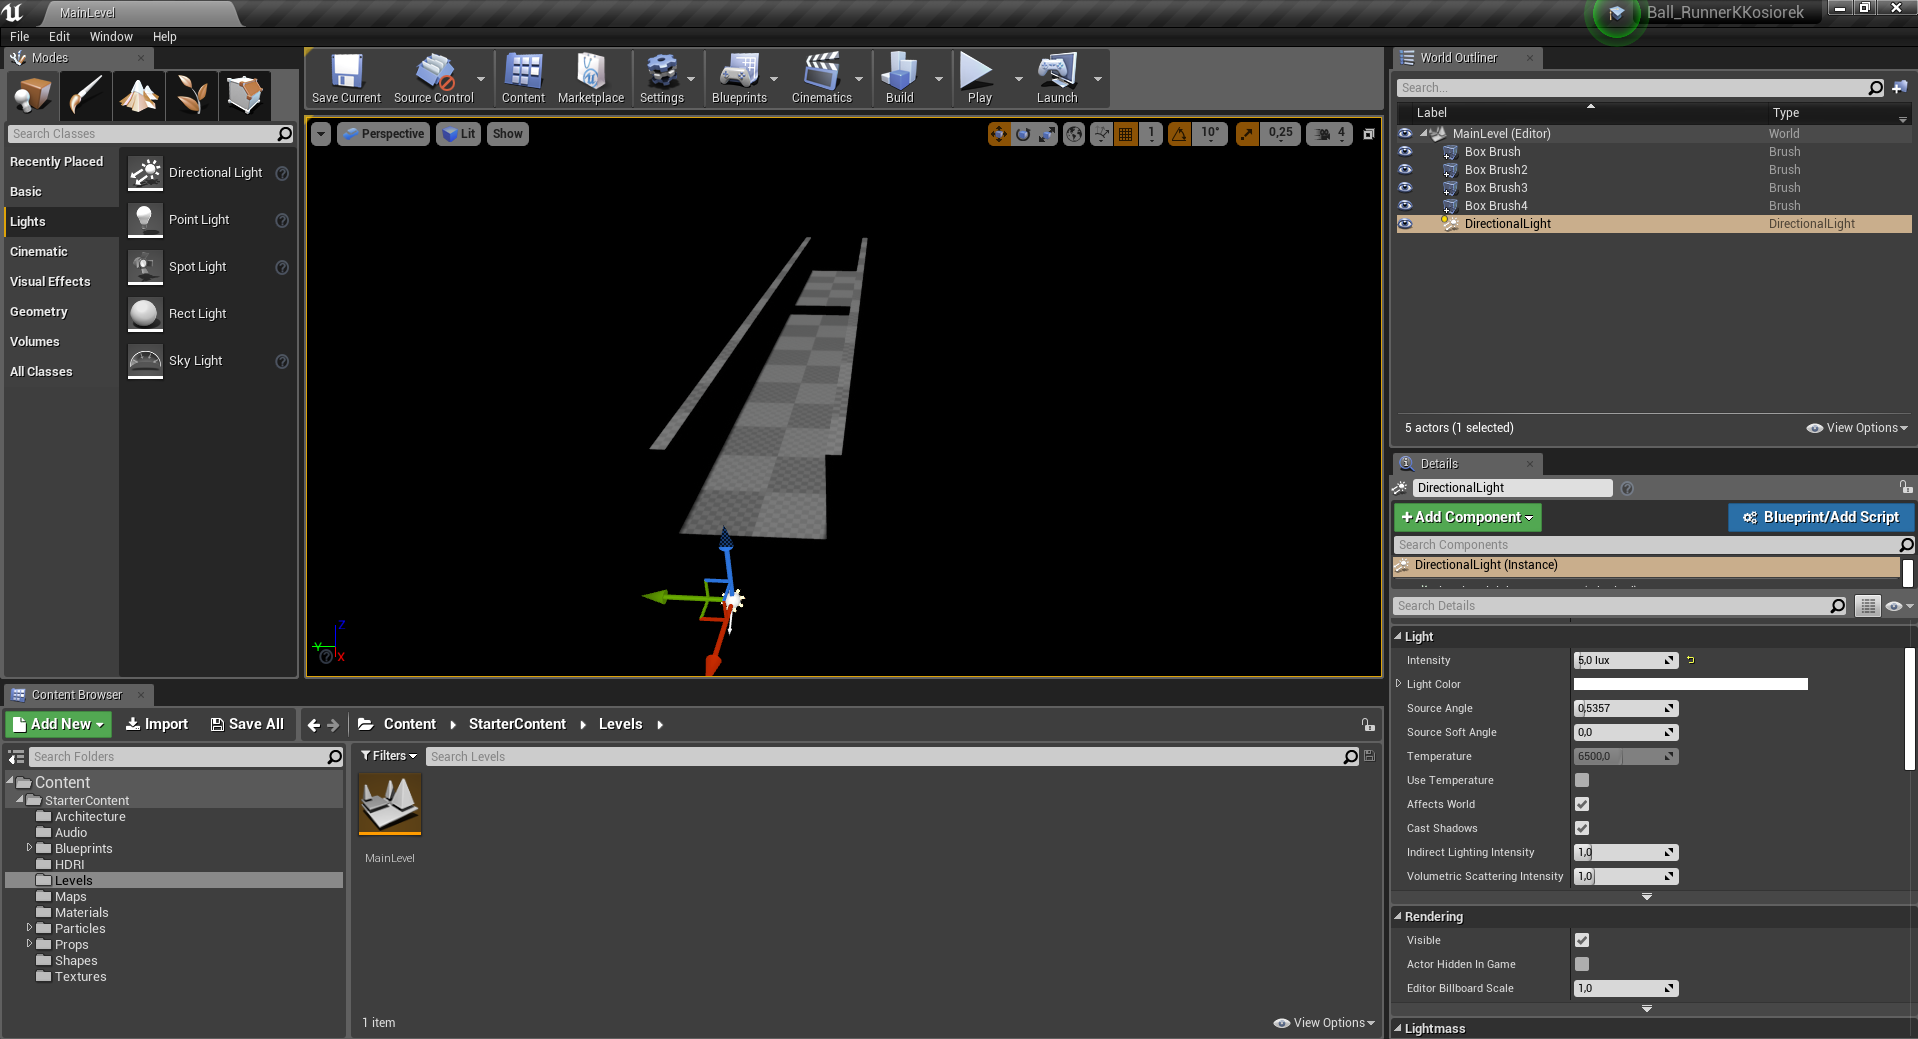 MainLevel
Ball_RunnerKKosiorek
File Edit Window Help
Modes
Search Classes
Recently Placed
Basic
Lights
Cinematic
Visual Effects
Geometry
Volumes
All Classes
Directional Light
Point Light
Spot Light
Rect Light
Sky Light
Save Current
Source Control
Content
Marketplace
Settings
Blueprints
Cinematics
Build
Play
Launch
Perspective
Lit
Show
1
10°
0,25
4
Z
Y
X
World Outliner
Search...
Label Type
MainLevel (Editor) World
Box Brush Brush
Box Brush2 Brush
Box Brush3 Brush
Box Brush4 Brush
DirectionalLight DirectionalLight
5 actors (1 selected)
View Options
Details
DirectionalLight
+Add Component
Blueprint/Add Script
Search Components
DirectionalLight (Instance)
Search Details
Light
Intensity 5,0 lux
Light Color
Source Angle 0,5357
Source Soft Angle 0,0
Temperature 6500,0
Use Temperature
Affects World
Cast Shadows
Indirect Lighting Intensity 1,0
Volumetric Scattering Intensity 1,0
Rendering
Visible
Actor Hidden In Game
Editor Billboard Scale 1,0
Lightmass
Content Browser
Add New
Import
Save All
Content
StarterContent
Levels
Search Folders
Filters
Search Levels
Content
StarterContent
Architecture
Audio
Blueprints
HDRI
Levels
Maps
Materials
Particles
Props
Shapes
Textures
MainLevel
1 item
View Options